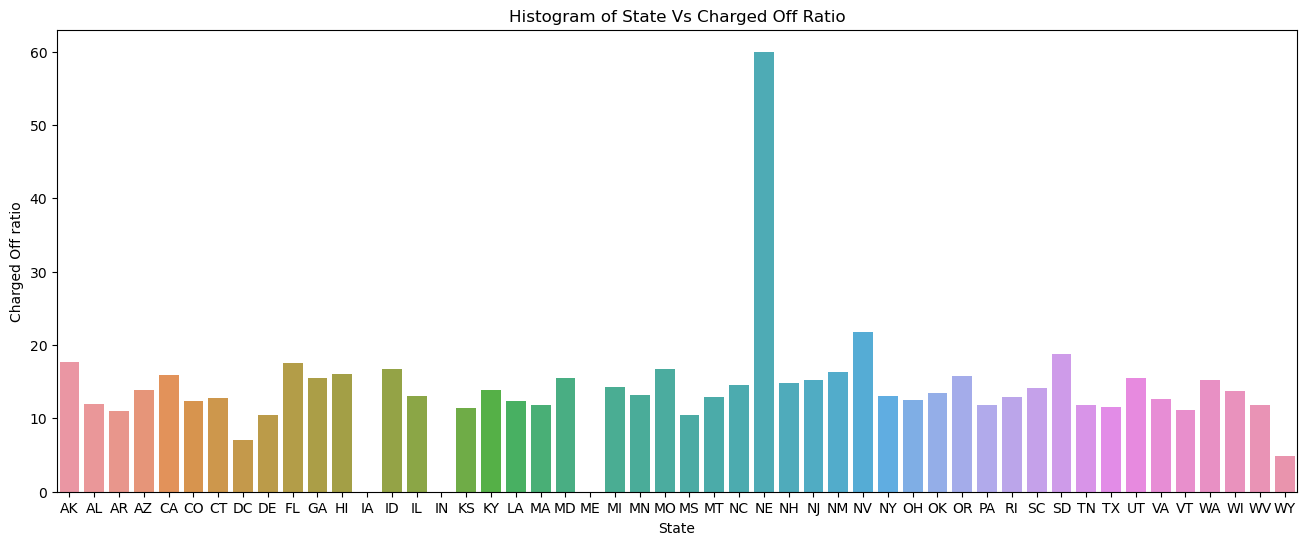 Histogram of State Vs Charged Off Ratio
Charged Off ratio
60
50
40
30
20
10
0
AK AL AR AZ CA CO CT DC DE FL GA HI IA ID IL IN KS KY LA MA MD ME MI MN MO MS MT NC NE NH NJ NM NV NY OH OK OR PA RI SC SD TN TX UT VA VT WA WI WV WY
State